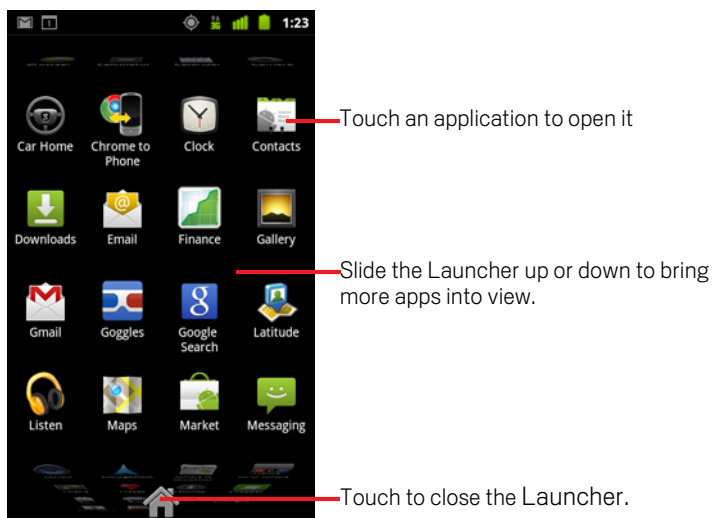 1:23
Car Home
Chrome to
Phone
Clock
Contacts
Touch an application to open it
Downloads
Email
Finance
Gallery
Slide the Launcher up or down to bring
more apps into view.
Gmail
Goggles
Google
Search
Latitude
Listen
Maps
Market
Messaging
Touch to close the Launcher.